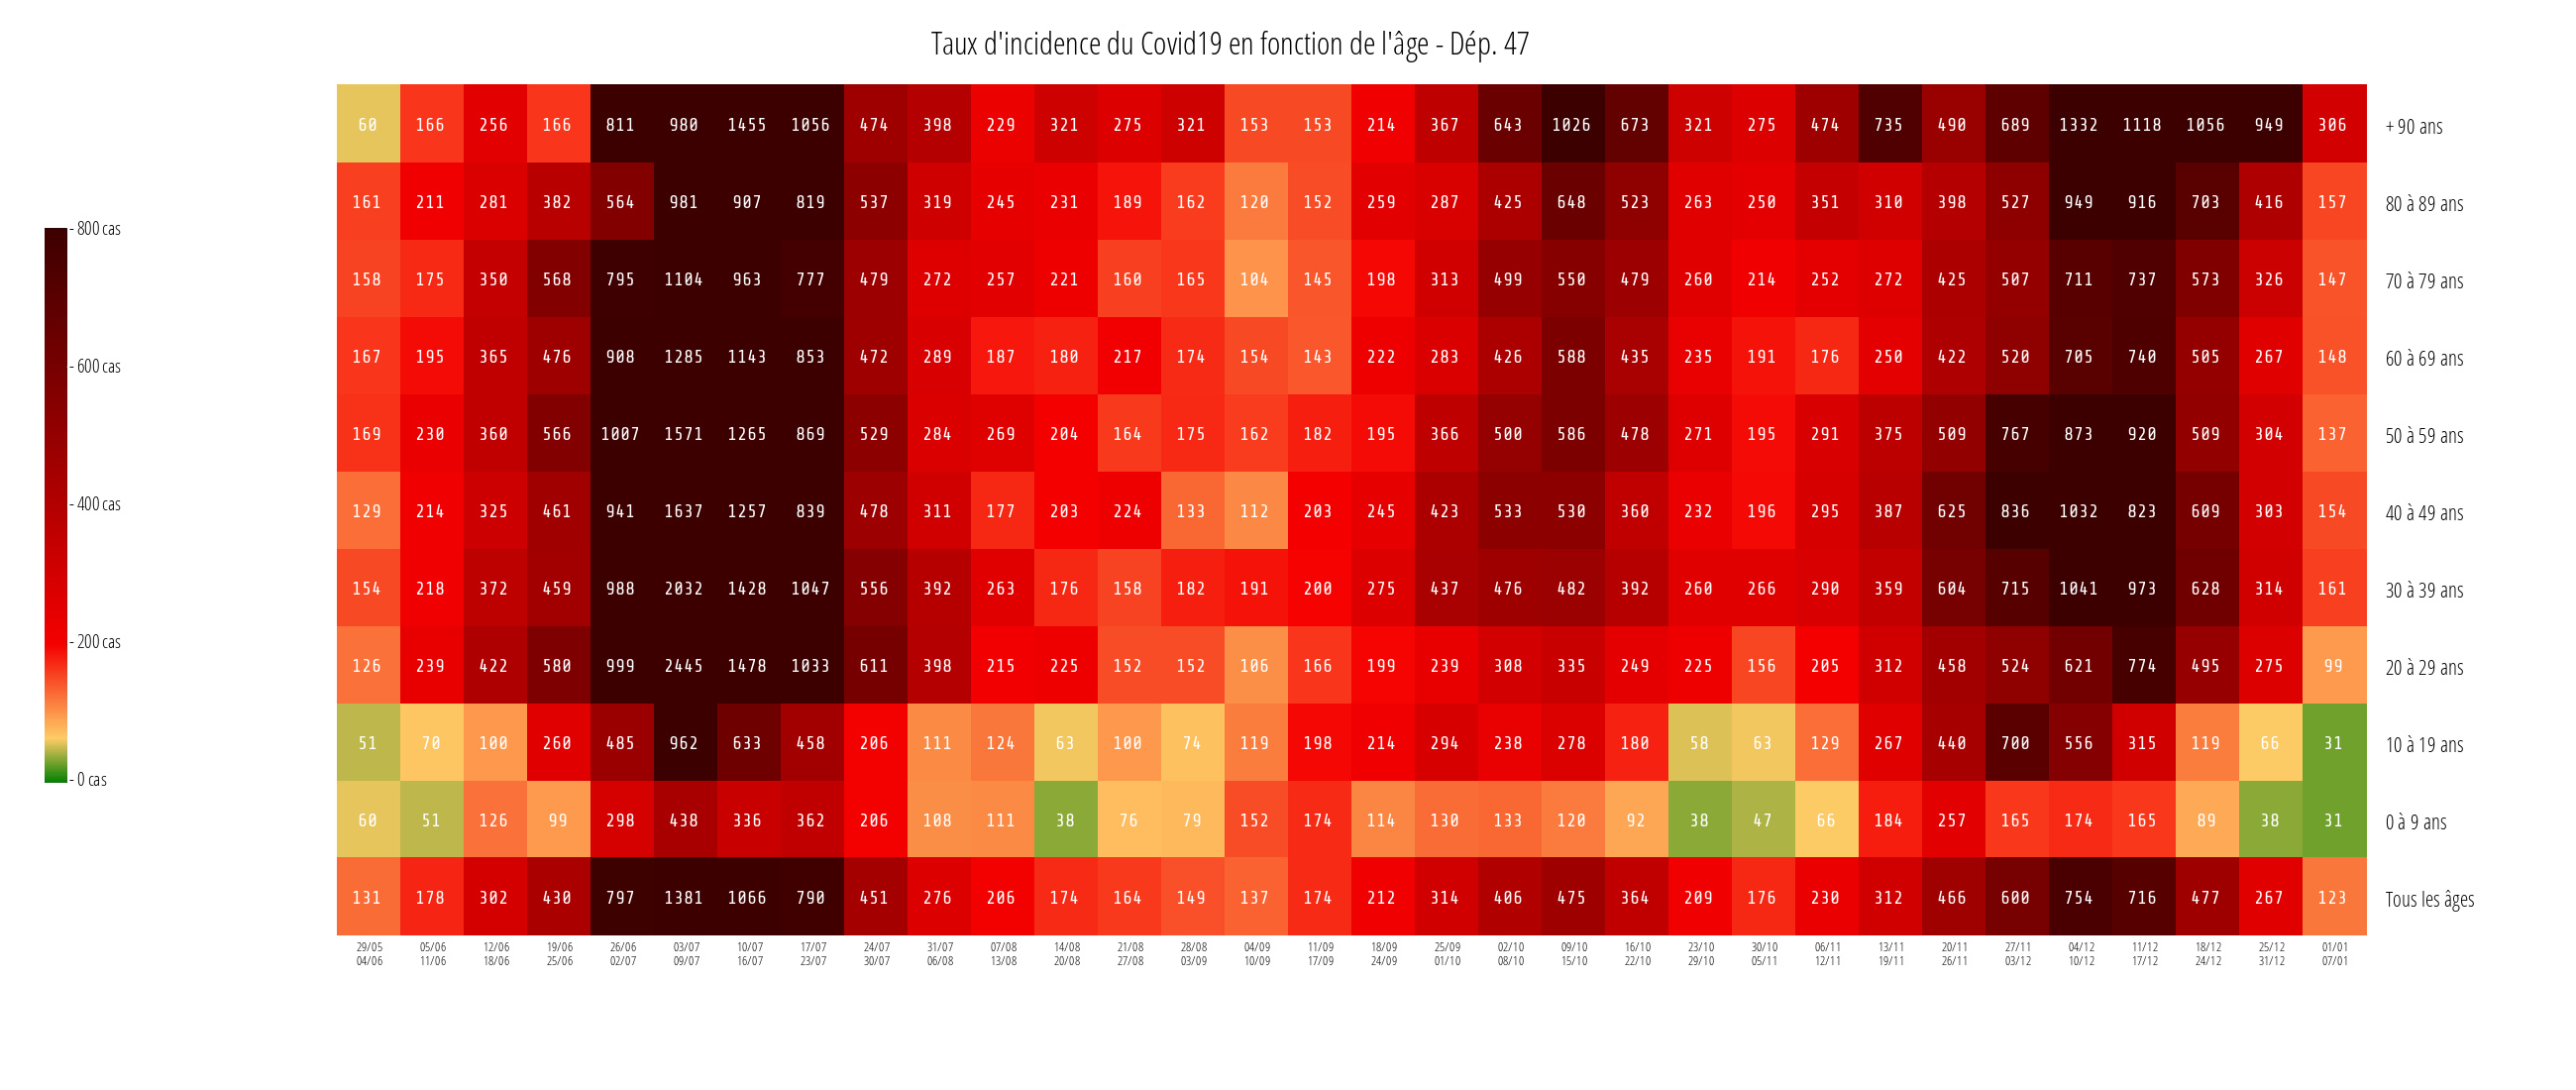 Taux d'incidence du Covid19 en fonction de l'âge - Dép. 47
- 800 cas
- 600 cas
- 400 cas
- 200 cas
- 0 cas
60 166 256 166 811 980 1455 1056 474 398 229 321 275 321 153 153 214 367 643 1026 673 321 275 474 735 490 689 1332 1118 1056 949 306 + 90 ans
161 211 281 382 564 981 907 819 537 319 245 231 189 162 120 152 259 287 425 648 523 263 250 351 310 398 527 949 916 703 416 157 80 à 89 ans
158 175 350 568 795 1104 963 777 479 272 257 221 160 165 104 145 198 313 499 550 479 260 214 252 272 425 507 711 737 573 326 147 70 à 79 ans
167 195 365 476 908 1285 1143 853 472 289 187 180 217 174 154 143 222 283 426 588 435 235 191 176 250 422 520 705 740 505 267 148 60 à 69 ans
169 230 360 566 1007 1571 1265 869 529 284 269 204 164 175 162 182 195 366 500 586 478 271 195 291 375 509 767 873 920 509 304 137 50 à 59 ans
129 214 325 461 941 1637 1257 839 478 311 177 203 224 133 112 203 245 423 533 530 360 232 196 295 387 625 836 1032 823 609 303 154 40 à 49 ans
154 218 372 459 988 2032 1428 1047 556 392 263 176 158 182 191 200 275 437 476 482 392 260 266 290 359 604 715 1041 973 628 314 161 30 à 39 ans
126 239 422 580 999 2445 1478 1033 611 398 215 225 152 152 106 166 199 239 308 335 249 225 156 205 312 458 524 621 774 495 275 99 20 à 29 ans
51 70 100 260 485 962 633 458 206 111 124 63 100 74 119 198 214 294 238 278 180 58 63 129 267 440 700 556 315 119 66 31 10 à 19 ans
60 51 126 99 298 438 336 362 206 108 111 38 76 79 152 174 114 130 133 120 92 38 47 66 184 257 165 174 165 89 38 31 0 à 9 ans
131 178 302 430 797 1381 1066 790 451 276 206 174 164 149 137 174 212 314 406 475 364 209 176 230 312 466 600 754 716 477 267 123 Tous les âges
29/05 05/06 12/06 19/06 26/06 03/07 10/07 17/07 24/07 31/07 07/08 14/08 21/08 28/08 04/09 11/09 18/09 25/09 02/10 09/10 16/10 23/10 30/10 06/11 13/11 20/11 27/11 04/12 11/12 18/12 25/12 01/01
04/06 11/06 18/06 25/06 02/07 09/07 16/07 23/07 30/07 06/08 13/08 20/08 27/08 03/09 10/09 17/09 24/09 01/10 08/10 15/10 22/10 29/10 05/11 12/11 19/11 26/11 03/12 10/12 17/12 24/12 31/12 07/01